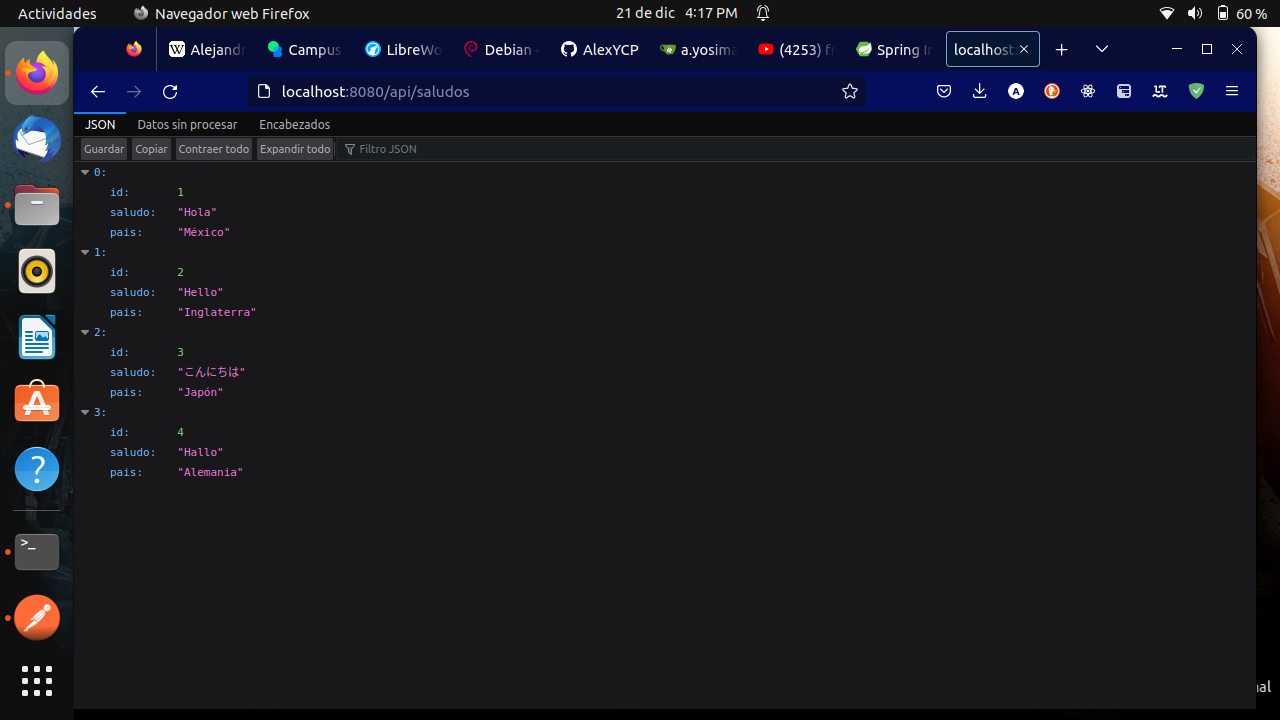 Actividades Navegador web Firefox 21 de dic 4:17 PM 60 %
Alejandr Campus LibreWo Debian AlexYCP a.yosima (4253) fr Spring In localhost:
localhost:8080/api/saludos
JSON Datos sin procesar Encabezados
Guardar Copiar Contraer todo Expandir todo Filtro JSON
0:
id: 1
saludo: "Hola"
pais: "México"
1:
id: 2
saludo: "Hello"
pais: "Inglaterra"
2:
id: 3
saludo: "こんにちは"
pais: "Japón"
3:
id: 4
saludo: "Hallo"
pais: "Alemania"